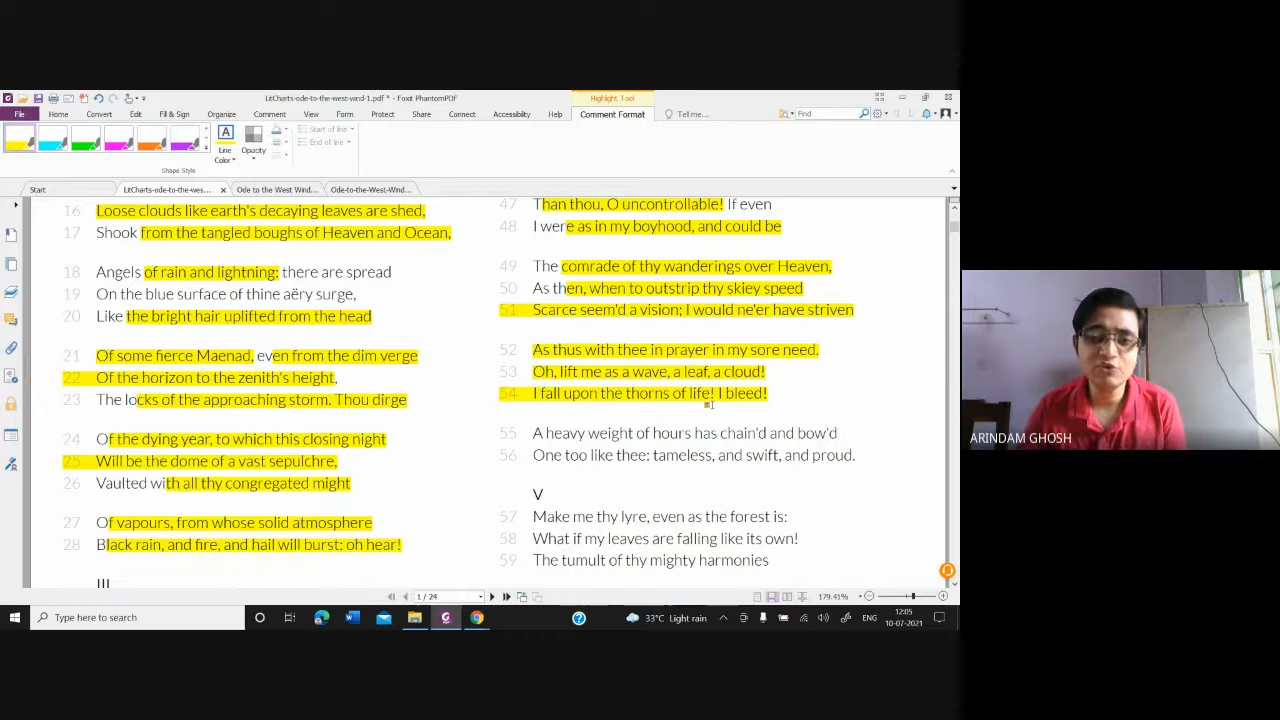 LitCharts-ode-to-the-west-wnd-1.pdf * - Foxit PhantomPDF
Highlight Tool
File
Home
Convert
Edit
Fill & Sign
Organize
Comment
View
Form
Protect
Share
Connect
Accessibility
Help
Comment Format
Tell me...
Find
Line
Color
Opacity
Start of line
End of line
Shape Style
Start
LitCharts-ode-to-the-wes...
Ode to the West Wind...
Ode-to-the-West-Wind...
16 Loose clouds like earth's decaying leaves are shed,
17 Shook from the tangled boughs of Heaven and Ocean,
18 Angels of rain and lightning: there are spread
19 On the blue surface of thine aëry surge,
20 Like the bright hair uplifted from the head
21 Of some fierce Maenad, even from the dim verge
22 Of the horizon to the zenith's height,
23 The locks of the approaching storm. Thou dirge
24 Of the dying year, to which this closing night
25 Will be the dome of a vast sepulchre,
26 Vaulted with all thy congregated might
27 Of vapours, from whose solid atmosphere
28 Black rain, and fire, and hail will burst: oh hear!
III
47 Than thou, O uncontrollable! If even
48 I were as in my boyhood, and could be
49 The comrade of thy wanderings over Heaven,
50 As then, when to outstrip thy skiey speed
51 Scarce seem'd a vision; I would ne'er have striven
52 As thus with thee in prayer in my sore need.
53 Oh, lift me as a wave, a leaf, a cloud!
54 I fall upon the thorns of life! I bleed!
55 A heavy weight of hours has chain'd and bow'd
56 One too like thee: tameless, and swift, and proud.
V
57 Make me thy lyre, even as the forest is:
58 What if my leaves are falling like its own!
59 The tumult of thy mighty harmonies
1 / 24
179.41%
Type here to search
33°C Light rain
ENG
12:05
10-07-2021
ARINDAM GHOSH